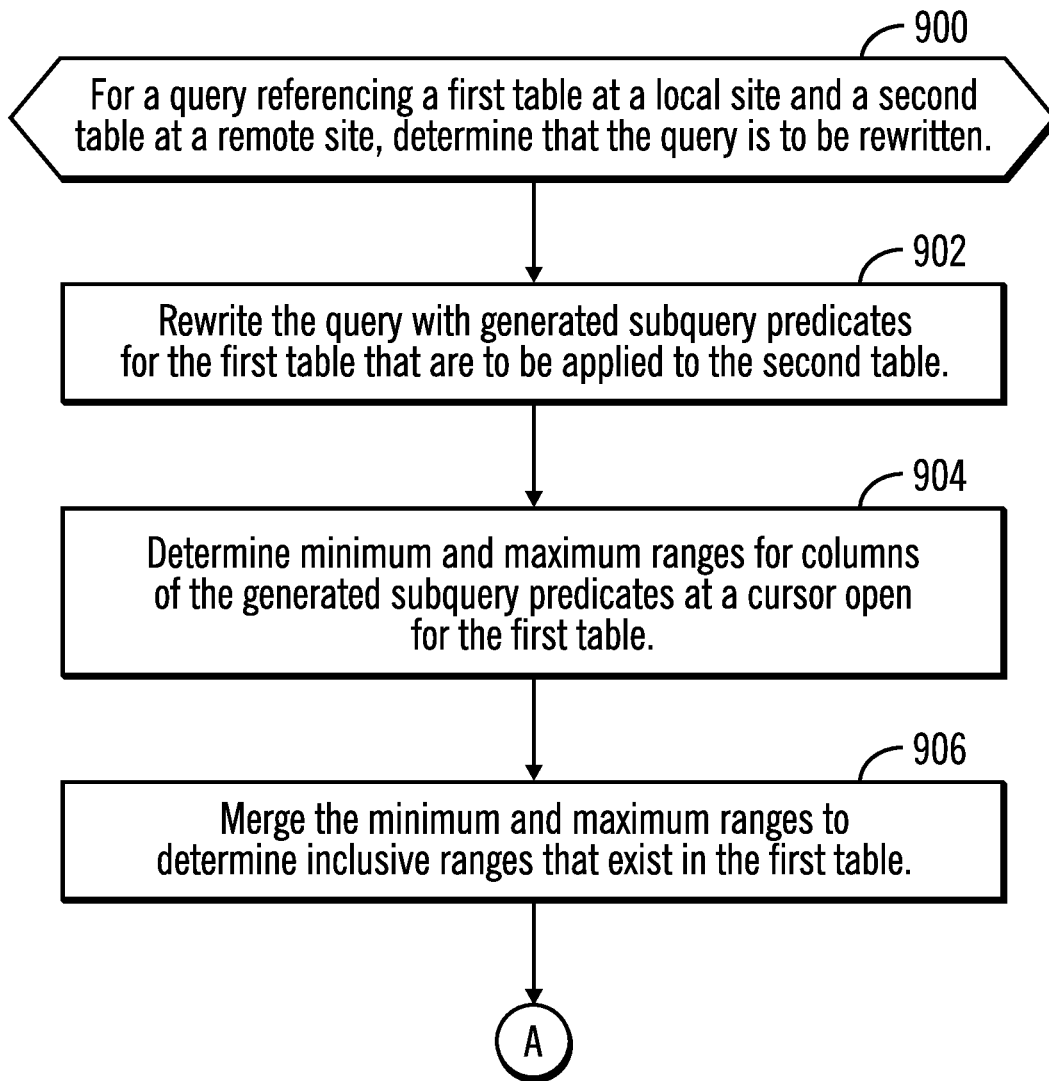 900
For a query referencing a first table at a local site and a second
table at a remote site, determine that the query is to be rewritten.
902
Rewrite the query with generated subquery predicates
for the first table that are to be applied to the second table.
904
Determine minimum and maximum ranges for columns
of the generated subquery predicates at a cursor open
for the first table.
906
Merge the minimum and maximum ranges to
determine inclusive ranges that exist in the first table.
A